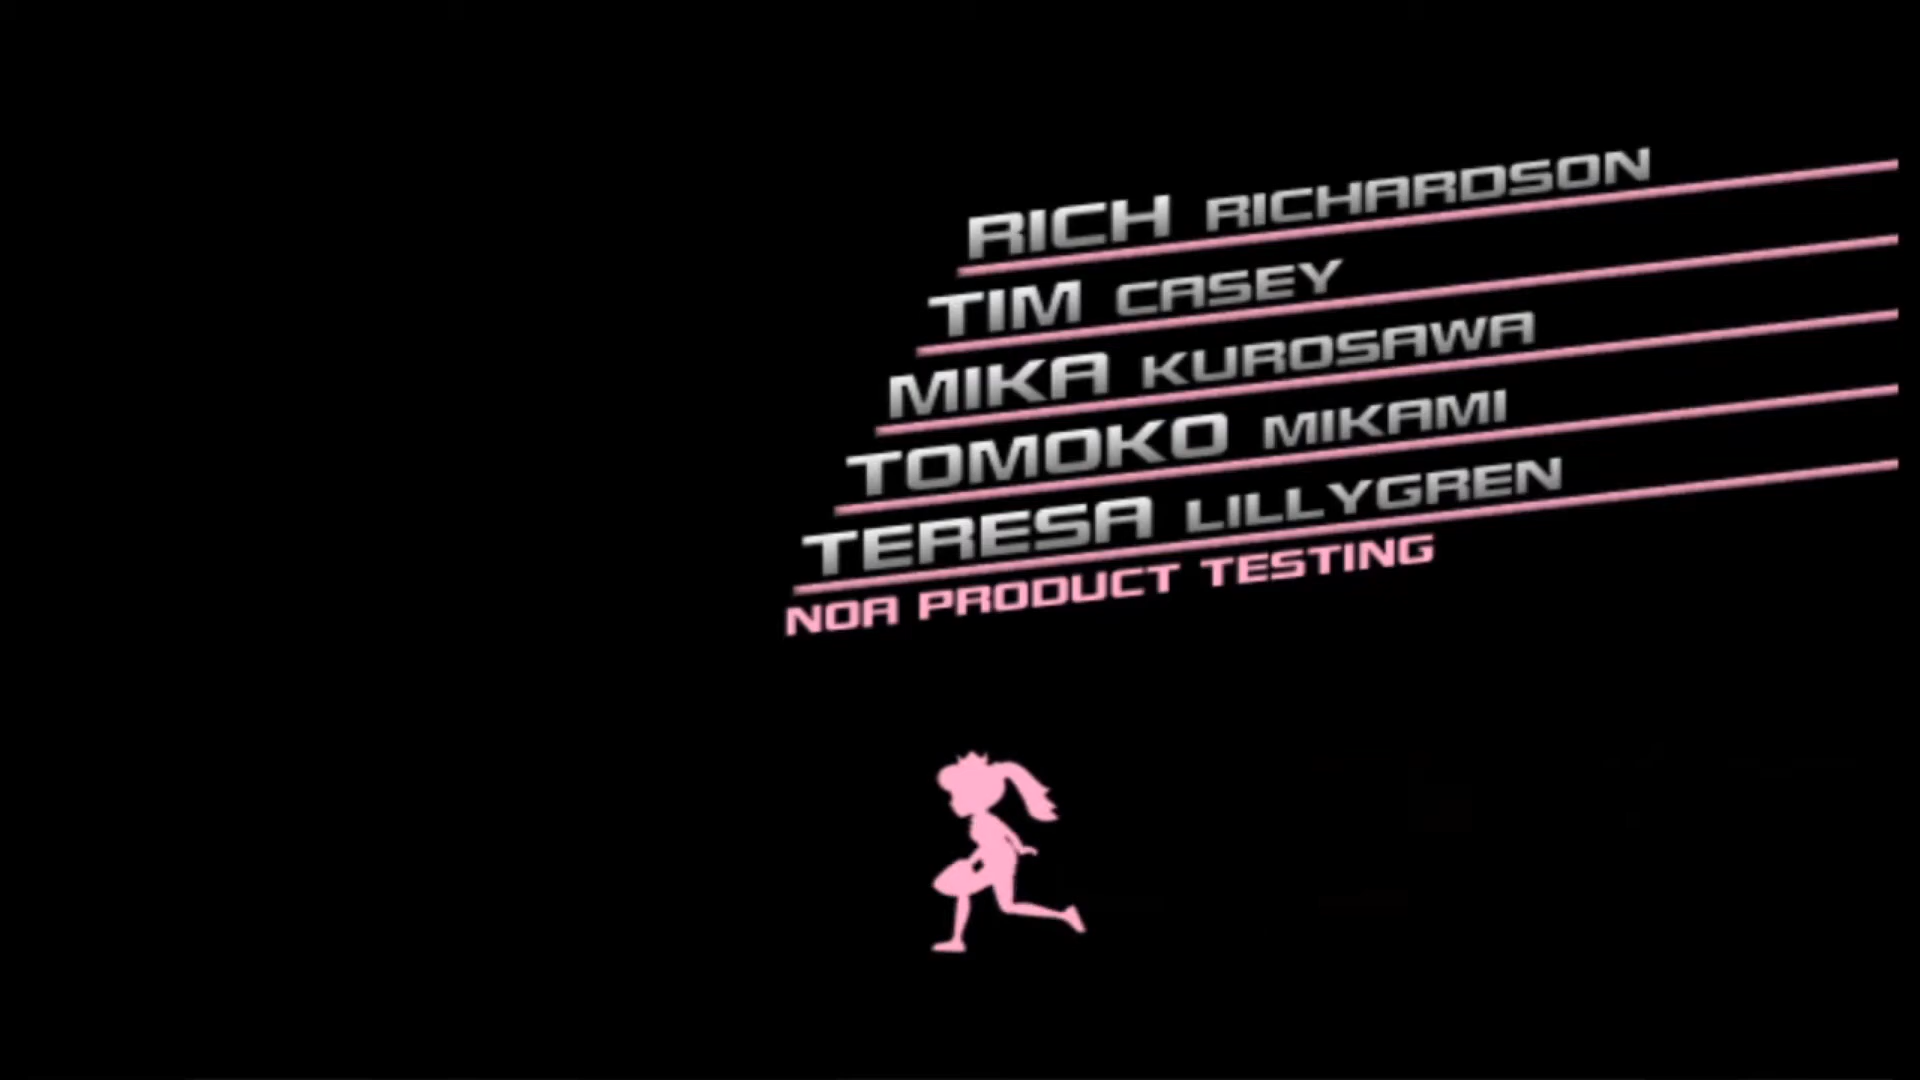 RICH RICHARDSON
TIM CASEY
MIKA KUROSAWA
TOMOKO MIKAMI
TERESA LILLYGREN
NOA PRODUCT TESTING